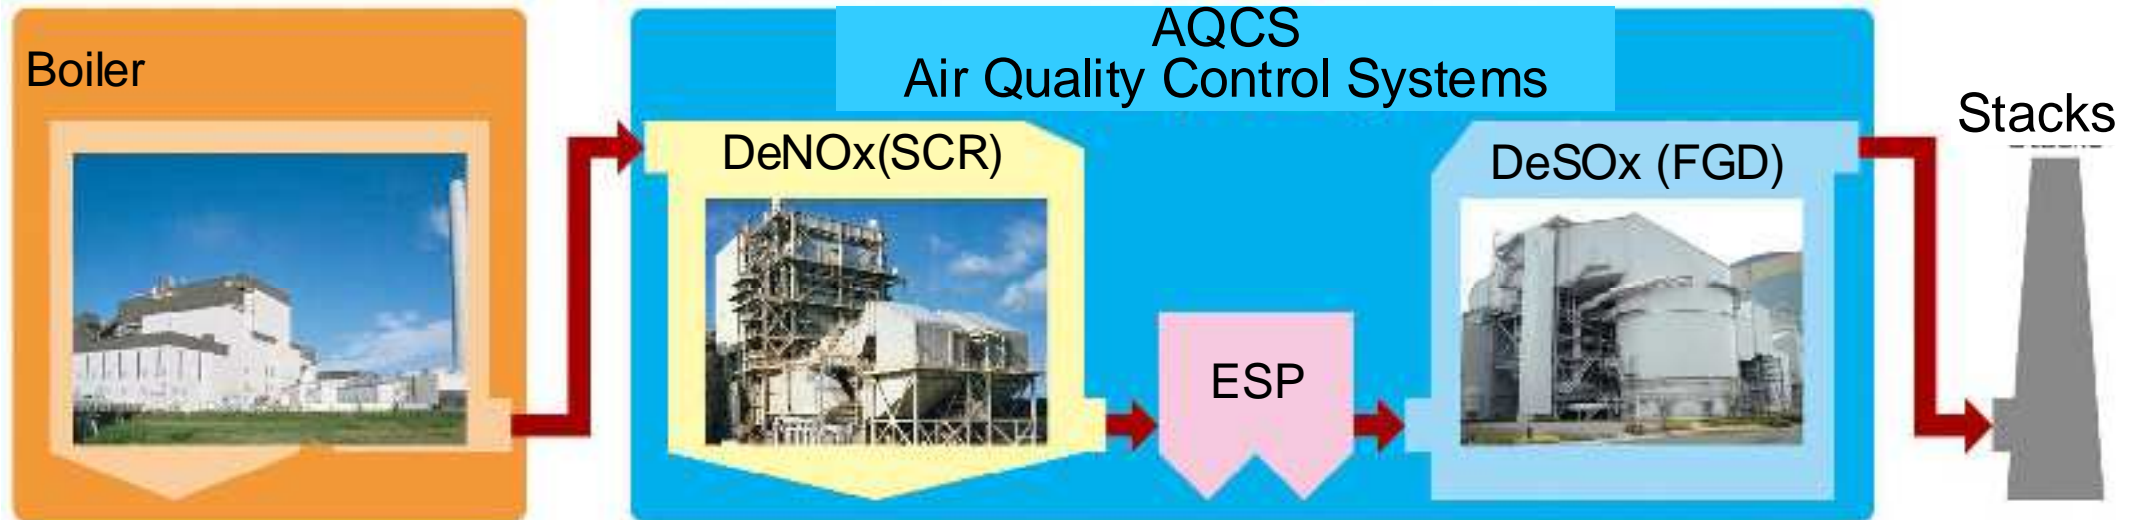 Boiler
AQCS
Air Quality Control Systems
DeNOx(SCR)
ESP
DeSOx (FGD)
Stacks